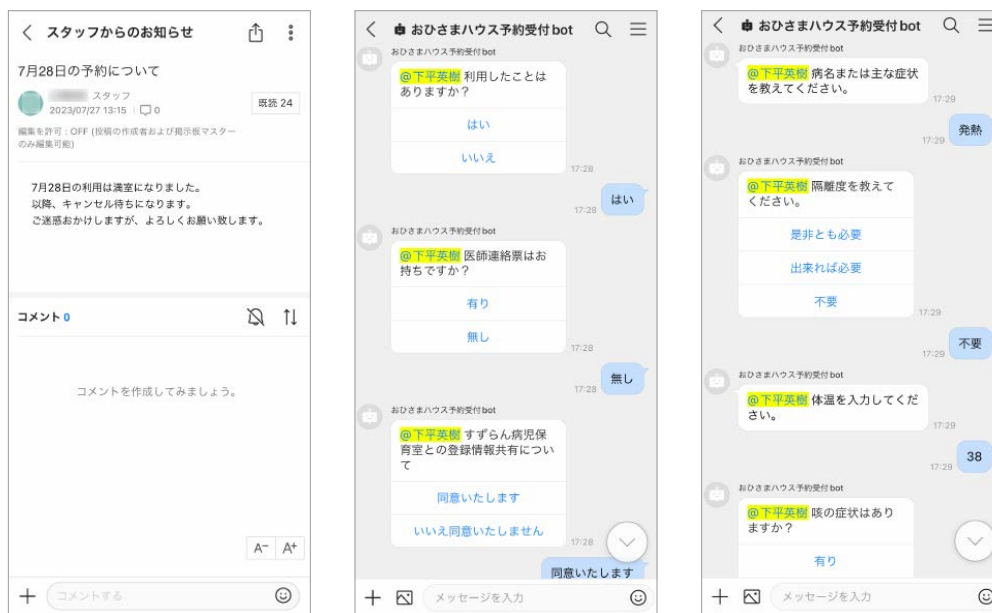 スタッフからのお知らせ
7月28日の予約について
スタッフ
2023/07/27 13:15
0
既読 24
編集を許可：OFF (投稿の作成者および掲示板マスター
のみ編集可能)
7月28日の利用は満室になりました。
以降、キャンセル待ちになります。
ご迷惑おかけしますが、よろしくお願い致します。
コメント 0
コメントを作成してみましょう。
A- A+
コメントする
おひさまハウス予約受付bot
おひさまハウス予約受付bot
@下平英樹 利用したことは
ありますか？
はい
いいえ
17:28
はい
17:28
おひさまハウス予約受付bot
@下平英樹 医師連絡票はお
持ちですか？
有り
無し
17:28
無し
17:28
おひさまハウス予約受付bot
@下平英樹 すずらん病児保
育室との登録情報共有につい
て
同意いたします
いいえ同意いたしません
17:28
同意いたします
メッセージを入力
おひさまハウス予約受付bot
おひさまハウス予約受付bot
@下平英樹 病名または主な症状
を教えてください。
17:29
発熱
17:29
おひさまハウス予約受付bot
@下平英樹 隔離度を教えて
ください。
是非とも必要
出来れば必要
不要
17:29
不要
17:29
おひさまハウス予約受付bot
@下平英樹 体温を入力してくだ
さい。
17:29
38
17:29
おひさまハウス予約受付bot
@下平英樹 咳の症状はあり
ますか？
有り
メッセージを入力